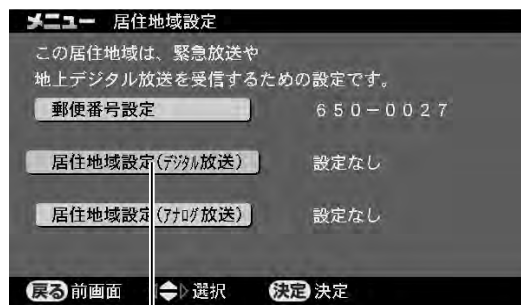 メニュー 居住地域設定
この居住地域は、緊急放送や
地上デジタル放送を受信するための設定です。
郵便番号設定 650-0027
居住地域設定(デジタル放送) 設定なし
居住地域設定(アナログ放送) 設定なし
戻る 前画面 選択 決定 決定